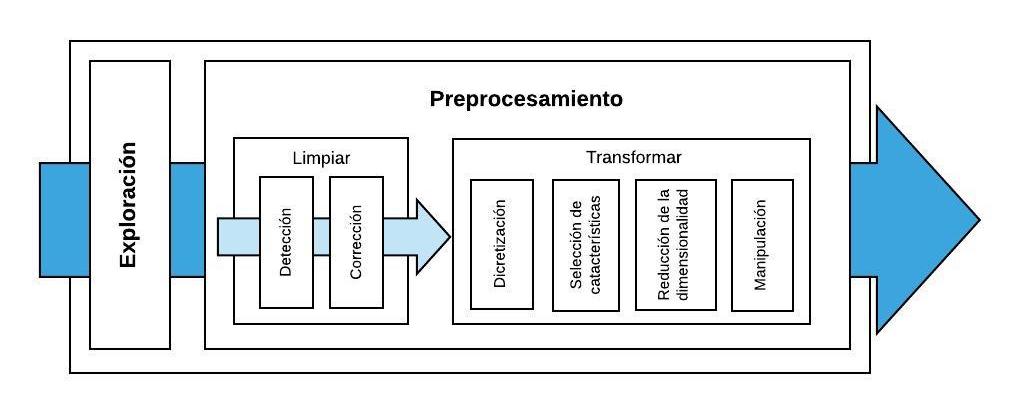 Exploración
Preprocesamiento
Limpiar
Detección
Corrección
Transformar
Dicretización
Selección de
catacterísticas
Reducción de la
dimensionalidad
Manipulación